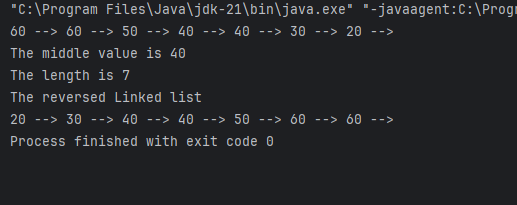 "C:\Program Files\Java\jdk-21\bin\java.exe" "-javaagent:C:\Progr
60 --> 60 --> 50 --> 40 --> 40 --> 30 --> 20 -->
The middle value is 40
The length is 7
The reversed Linked list
20 --> 30 --> 40 --> 40 --> 50 --> 60 --> 60 -->
Process finished with exit code 0